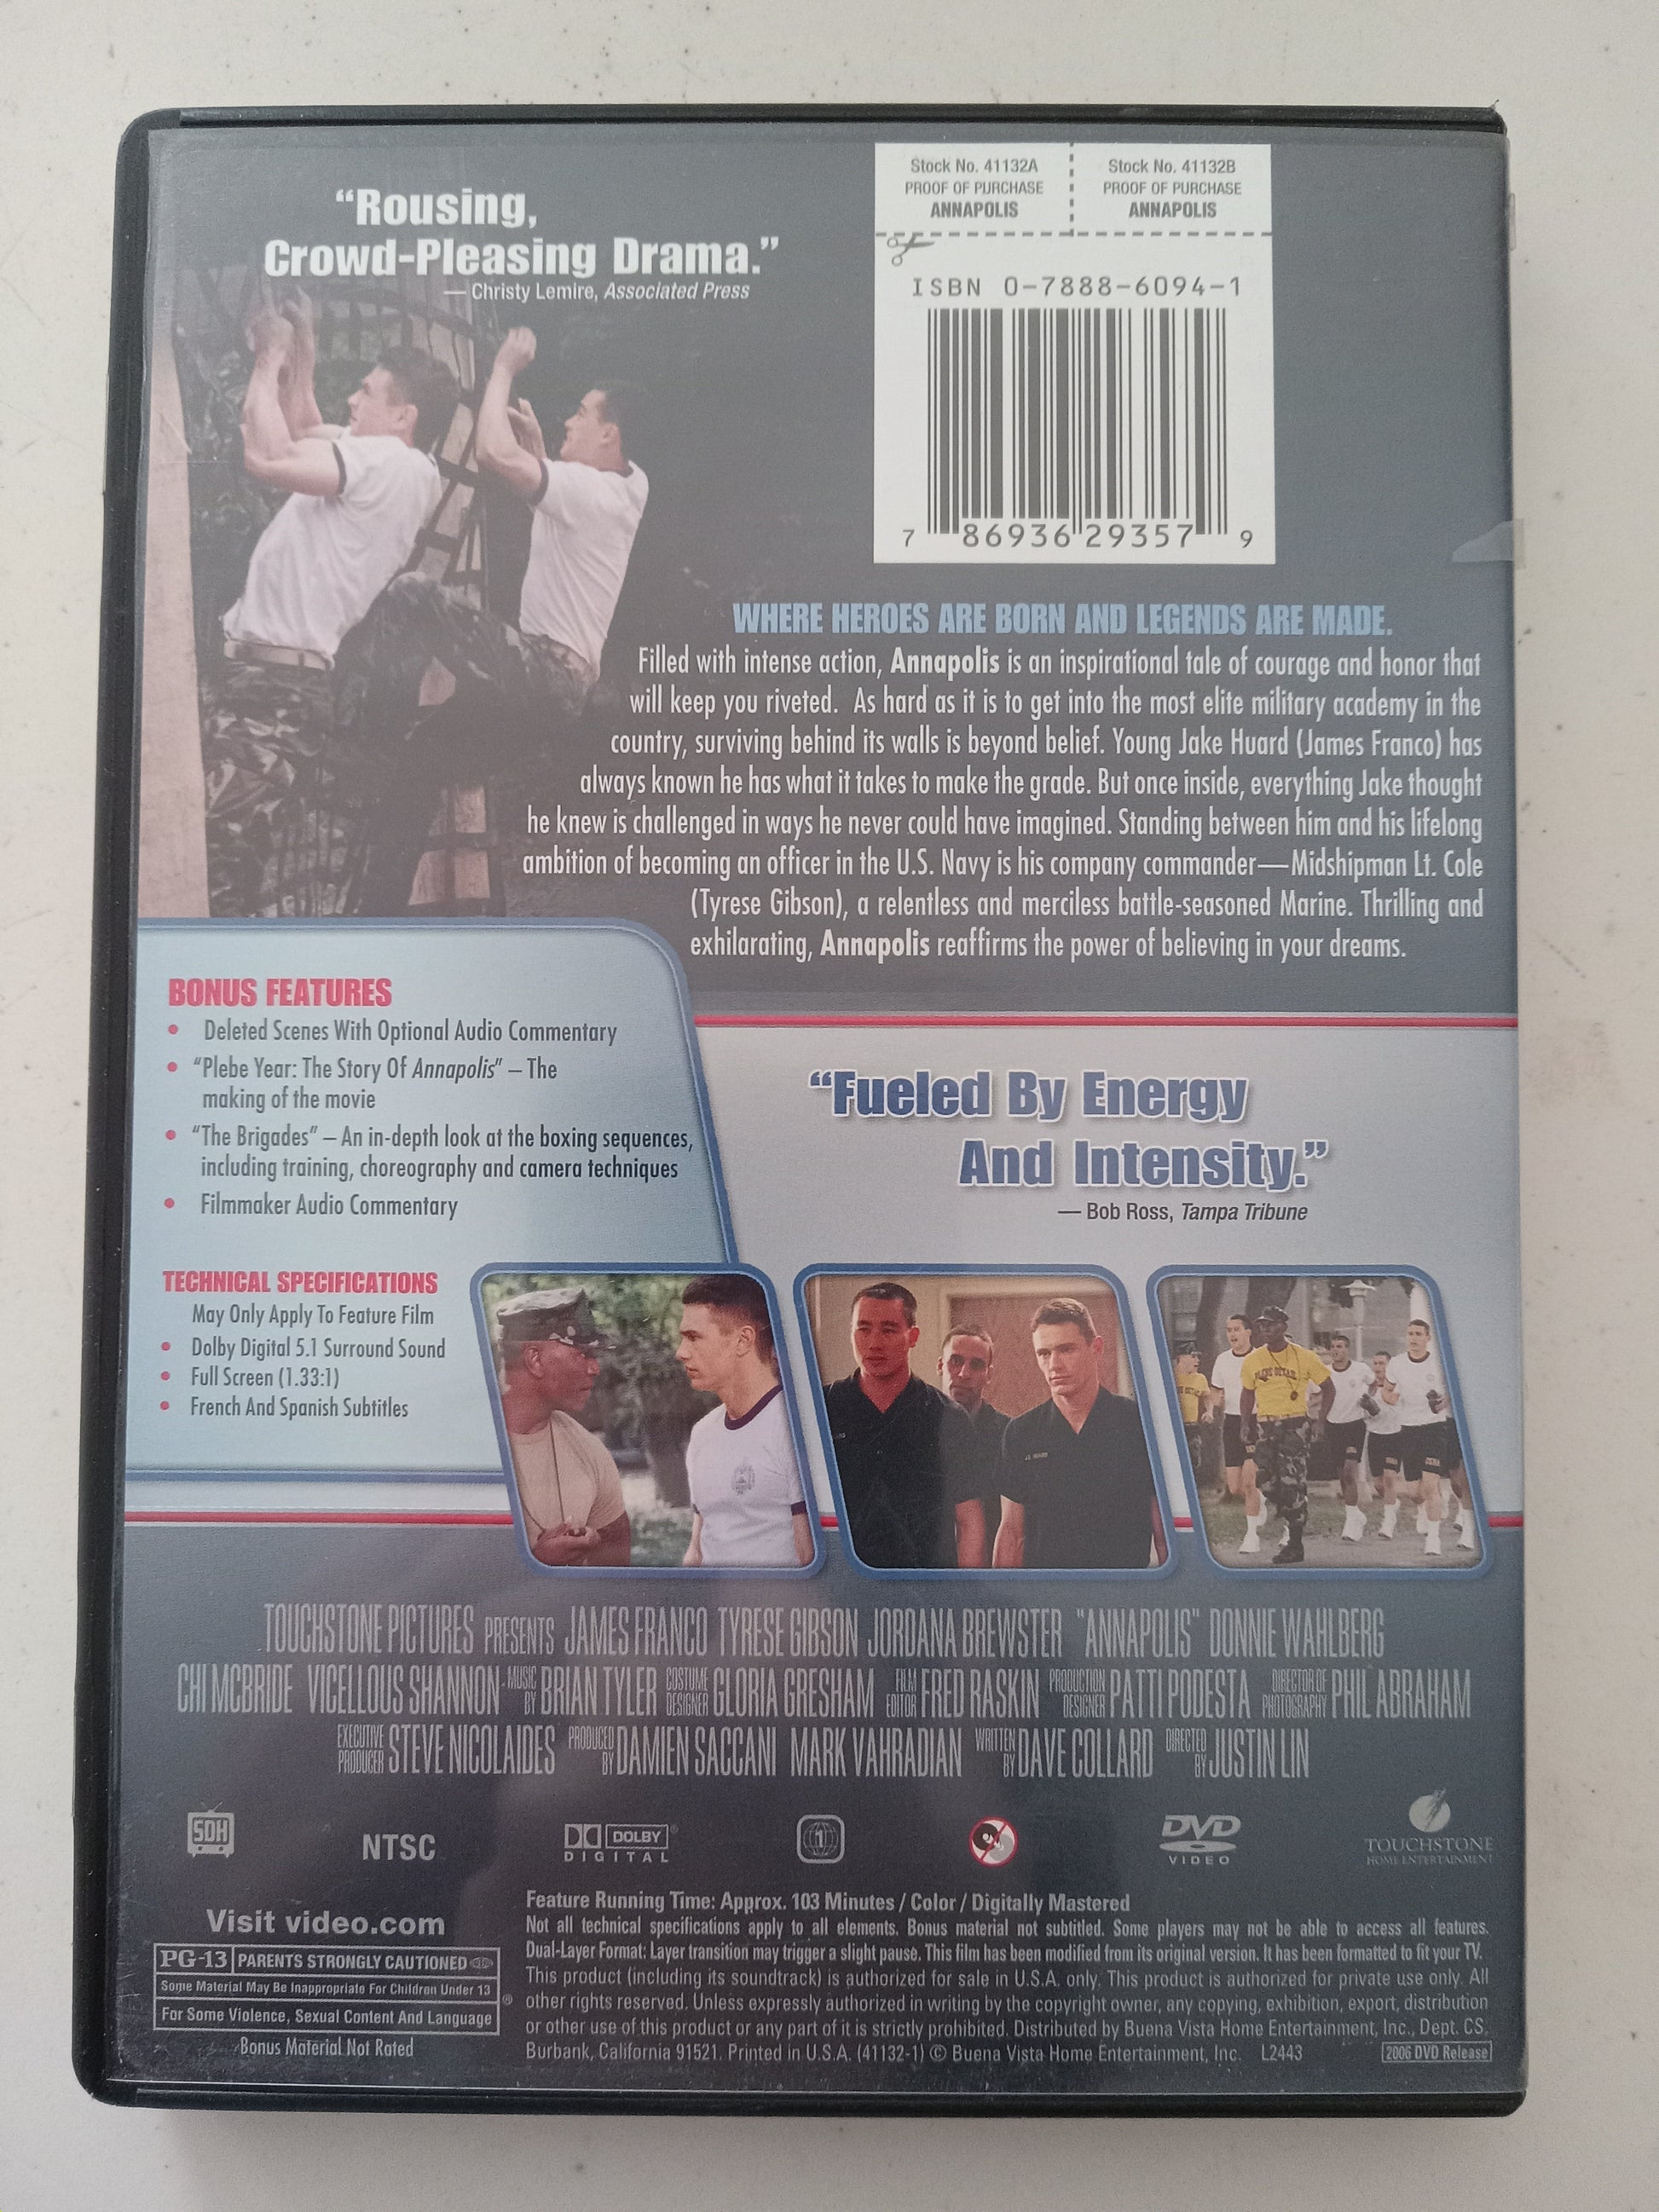 “Rousing,
Crowd-Pleasing Drama.”
— Christy Lemire, Associated Press
Stock No. 41132A
PROOF OF PURCHASE
ANNAPOLIS
Stock No. 41132B
PROOF OF PURCHASE
ANNAPOLIS
ISBN 0-7888-6094-1
7 86936 29357 9
WHERE HEROES ARE BORN AND LEGENDS ARE MADE.
Filled with intense action, Annapolis is an inspirational tale of courage and honor that
will keep you riveted. As hard as it is to get into the most elite military academy in the
country, surviving behind its walls is beyond belief. Young Jake Huard (James Franco) has
always known he has what it takes to make the grade. But once inside, everything Jake thought
he knew is challenged in ways he never could have imagined. Standing between him and his lifelong
ambition of becoming an officer in the U.S. Navy is his company commander—Midshipman Lt. Cole
(Tyrese Gibson), a relentless and merciless battle-seasoned Marine. Thrilling and
exhilarating, Annapolis reaffirms the power of believing in your dreams.
BONUS FEATURES
• Deleted Scenes With Optional Audio Commentary
• “Plebe Year: The Story Of Annapolis” – The
making of the movie
• “The Brigades” – An in-depth look at the boxing sequences,
including training, choreography and camera techniques
• Filmmaker Audio Commentary
“Fueled By Energy
And Intensity.”
— Bob Ross, Tampa Tribune
TECHNICAL SPECIFICATIONS
May Only Apply To Feature Film
• Dolby Digital 5.1 Surround Sound
• Full Screen (1.33:1)
• French And Spanish Subtitles
TOUCHSTONE PICTURES PRESENTS JAMES FRANCO TYRESE GIBSON JORDANA BREWSTER "ANNAPOLIS" DONNIE WAHLBERG
CHI MCBRIDE VICELLOUS SHANNON MUSIC BY BRIAN TYLER COSTUME DESIGNER GLORIA GRESHAM FILM EDITOR FRED RASKIN PRODUCTION DESIGNER PATTI PODESTA DIRECTOR OF PHOTOGRAPHY PHIL ABRAHAM
EXECUTIVE PRODUCER STEVE NICOLAIDES PRODUCED BY DAMIEN SACCANI MARK VAHRADIAN WRITTEN BY DAVE COLLARD DIRECTED BY JUSTIN LIN
SDH
NTSC
DOLBY®
DIGITAL
1
DVD
VIDEO
TOUCHSTONE
HOME ENTERTAINMENT
Visit video.com
PG-13 PARENTS STRONGLY CAUTIONED
Some Material May Be Inappropriate For Children Under 13
For Some Violence, Sexual Content And Language ®
Bonus Material Not Rated
Feature Running Time: Approx. 103 Minutes / Color / Digitally Mastered
Not all technical specifications apply to all elements. Bonus material not subtitled. Some players may not be able to access all features.
Dual-Layer Format: Layer transition may trigger a slight pause. This film has been modified from its original version. It has been formatted to fit your TV.
This product (including its soundtrack) is authorized for sale in U.S.A. only. This product is authorized for private use only. All
other rights reserved. Unless expressly authorized in writing by the copyright owner, any copying, exhibition, export, distribution
or other use of this product or any part of it is strictly prohibited. Distributed by Buena Vista Home Entertainment, Inc., Dept. CS,
Burbank, California 91521. Printed in U.S.A. (41132-1) © Buena Vista Home Entertainment, Inc. L2443
2006 DVD Release